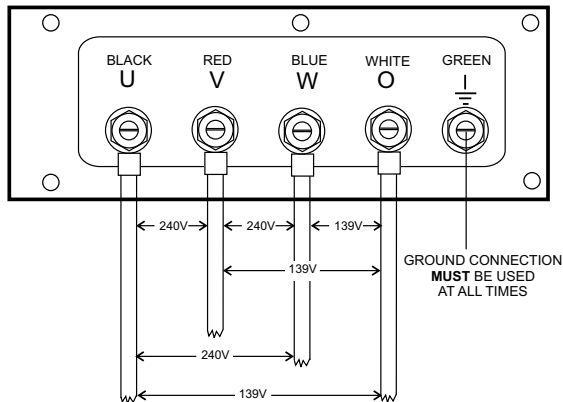 BLACK RED BLUE WHITE GREEN
U V W O
240V 240V 139V
GROUND CONNECTION
MUST BE USED
AT ALL TIMES
139V
240V
139V